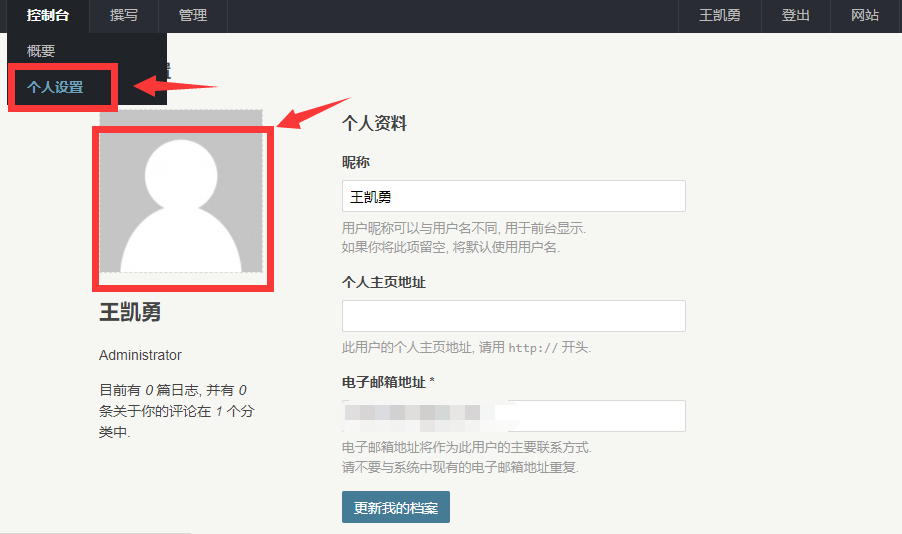 控制台 撰写 管理 王凯勇 登出 网站
概要
个人设置
置
个人资料
昵称
王凯勇
用户昵称可以与用户名不同, 用于前台显示.
如果你将此项留空, 将默认使用用户名.
个人主页地址
此用户的个人主页地址, 请用 http:// 开头.
电子邮箱地址 *
电子邮箱地址将作为此用户的主要联系方式.
请不要与系统中现有的电子邮箱地址重复.
更新我的档案
王凯勇
Administrator
目前有 0 篇日志, 并有 0
条关于你的评论在 1 个分
类中.